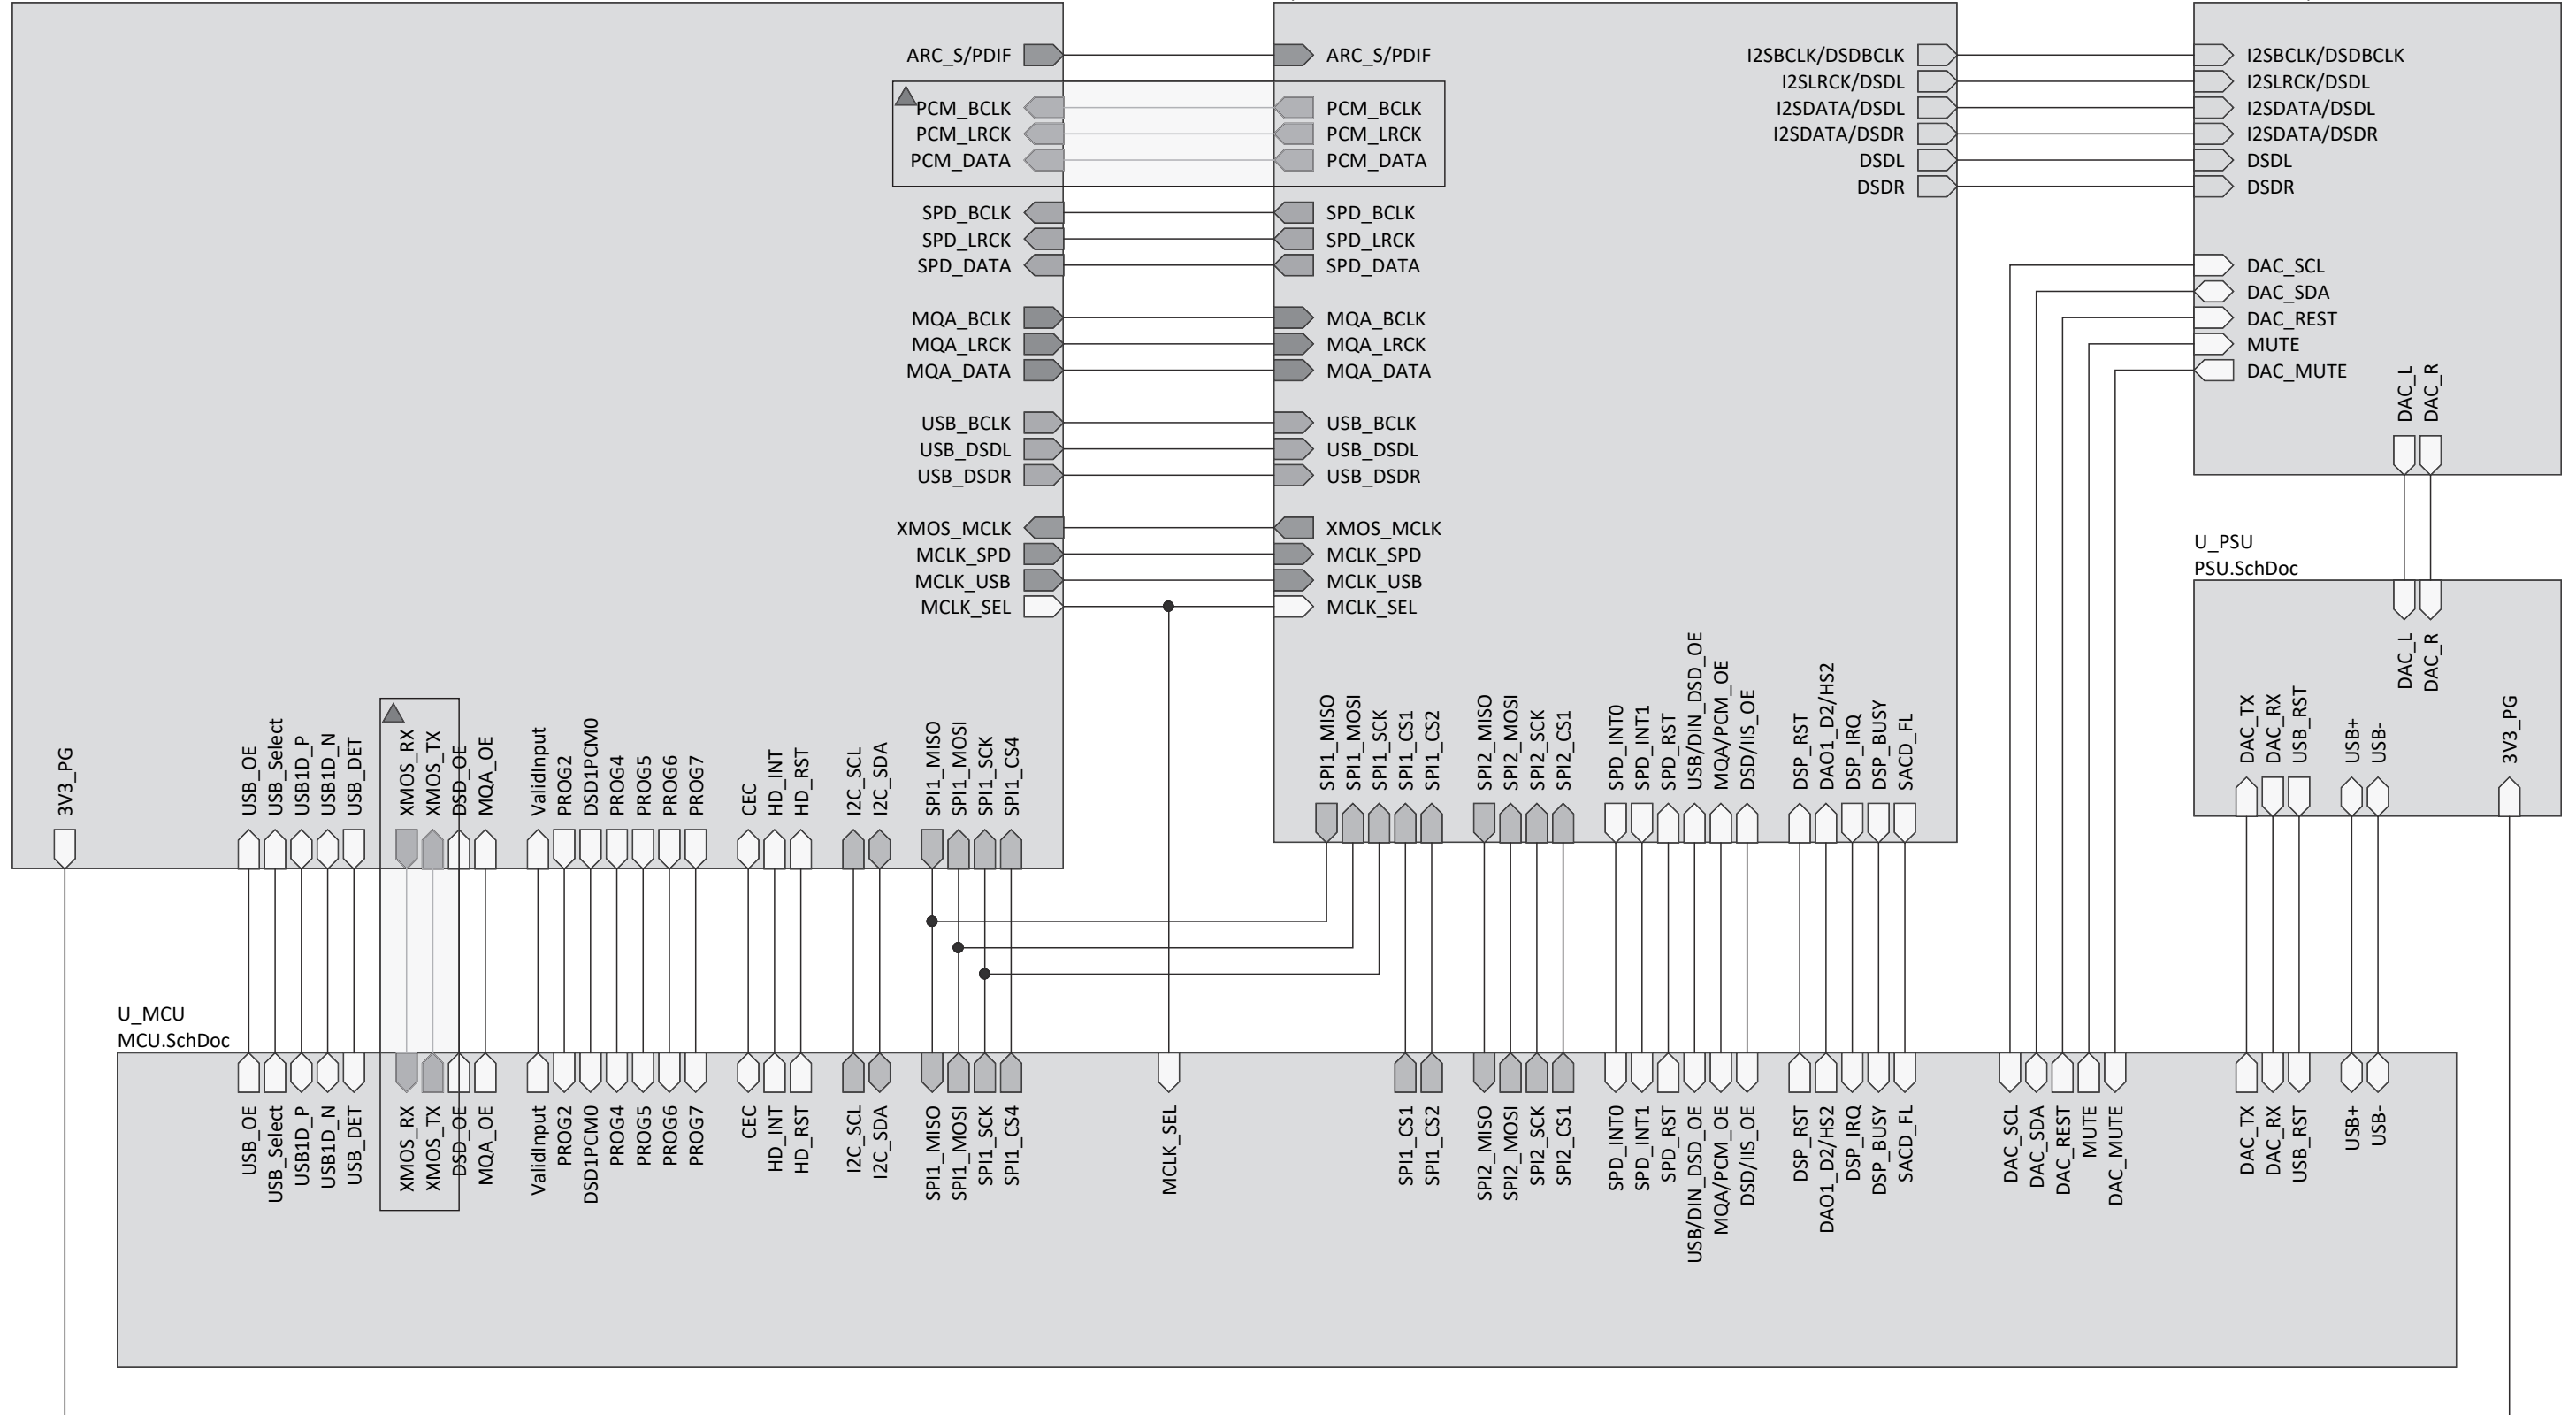 ARC_S/PDIF
PCM_BCLK
PCM_LRCK
PCM_DATA
SPD_BCLK
SPD_LRCK
SPD_DATA
MQA_BCLK
MQA_LRCK
MQA_DATA
USB_BCLK
USB_DSDL
USB_DSDR
XMOS_MCLK
MCLK_SPD
MCLK_USB
MCLK_SEL
3V3_PG
USB_OE
USB_Select
USB1D_P
USB1D_N
USB_DET
XMOS_RX
XMOS_TX
DSD_OE
MQA_OE
ValidInput
PROG2
DSD1PCM0
PROG4
PROG5
PROG6
PROG7
CEC
HD_INT
HD_RST
I2C_SCL
I2C_SDA
SPI1_MISO
SPI1_MOSI
SPI1_SCK
SPI1_CS4
ARC_S/PDIF
PCM_BCLK
PCM_LRCK
PCM_DATA
SPD_BCLK
SPD_LRCK
SPD_DATA
MQA_BCLK
MQA_LRCK
MQA_DATA
USB_BCLK
USB_DSDL
USB_DSDR
XMOS_MCLK
MCLK_SPD
MCLK_USB
MCLK_SEL
I2SBCLK/DSDBCLK
I2SLRCK/DSDL
I2SDATA/DSDL
I2SDATA/DSDR
DSDL
DSDR
SPI1_MISO
SPI1_MOSI
SPI1_SCK
SPI1_CS1
SPI1_CS2
SPI2_MISO
SPI2_MOSI
SPI2_SCK
SPI2_CS1
SPD_INT0
SPD_INT1
SPD_RST
USB/DIN_DSD_OE
MQA/PCM_OE
DSD/IIS_OE
DSP_RST
DAO1_D2/HS2
DSP_IRQ
DSP_BUSY
SACD_FL
I2SBCLK/DSDBCLK
I2SLRCK/DSDL
I2SDATA/DSDL
I2SDATA/DSDR
DSDL
DSDR
DAC_SCL
DAC_SDA
DAC_REST
MUTE
DAC_MUTE
DAC_L
DAC_R
U_PSU
PSU.SchDoc
DAC_L
DAC_R
DAC_TX
DAC_RX
USB_RST
USB+
USB-
3V3_PG
U_MCU
MCU.SchDoc
USB_OE
USB_Select
USB1D_P
USB1D_N
USB_DET
XMOS_RX
XMOS_TX
DSD_OE
MQA_OE
ValidInput
PROG2
DSD1PCM0
PROG4
PROG5
PROG6
PROG7
CEC
HD_INT
HD_RST
I2C_SCL
I2C_SDA
SPI1_MISO
SPI1_MOSI
SPI1_SCK
SPI1_CS4
MCLK_SEL
SPI1_CS1
SPI1_CS2
SPI2_MISO
SPI2_MOSI
SPI2_SCK
SPI2_CS1
SPD_INT0
SPD_INT1
SPD_RST
USB/DIN_DSD_OE
MQA/PCM_OE
DSD/IIS_OE
DSP_RST
DAO1_D2/HS2
DSP_IRQ
DSP_BUSY
SACD_FL
DAC_SCL
DAC_SDA
DAC_REST
MUTE
DAC_MUTE
DAC_TX
DAC_RX
USB_RST
USB+
USB-